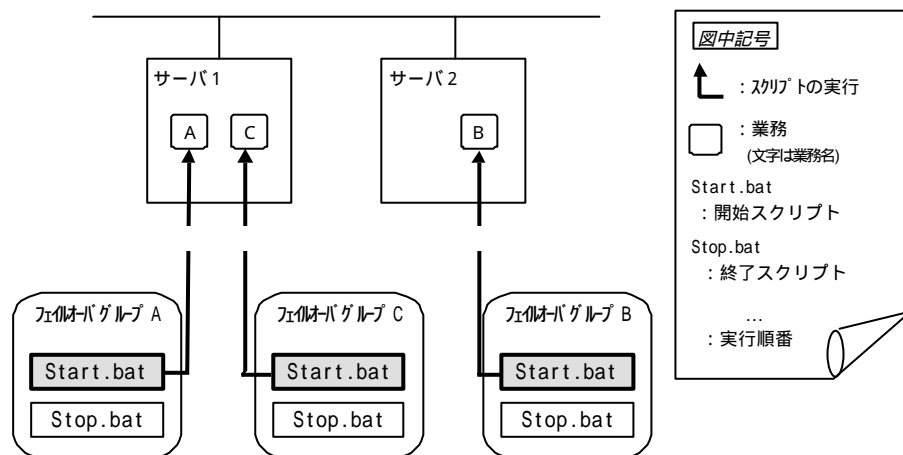 サーバ1
サーバ2
A
C
B
フェイルオーバグループ A
Start.bat
Stop.bat
フェイルオーバグループ C
Start.bat
Stop.bat
フェイルオーバグループ B
Start.bat
Stop.bat
図中記号
：スクリプトの実行
：業務
(文字は業務名)
Start.bat
：開始スクリプト
Stop.bat
：終了スクリプト
…
：実行順番